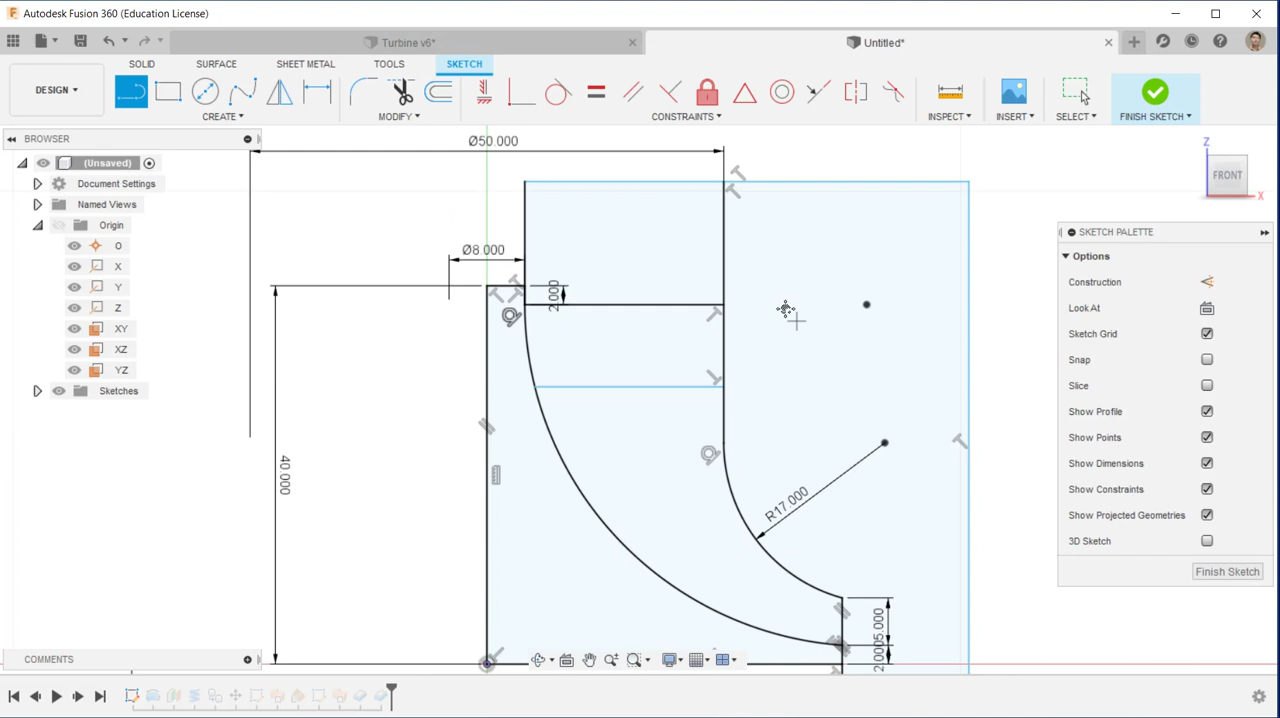 Autodesk Fusion 360 (Education License)
Turbine v6*
Untitled*
SOLID
SURFACE
SHEET METAL
TOOLS
SKETCH
DESIGN
CREATE
MODIFY
CONSTRAINTS
INSPECT
INSERT
SELECT
FINISH SKETCH
BROWSER
(Unsaved)
Document Settings
Named Views
Origin
O
X
Y
Z
XY
XZ
YZ
Sketches
Ø50.000
Ø8.000
2.000
40.000
R17.000
5.000
2.000
Z
FRONT
X
SKETCH PALETTE
Options
Construction
Look At
Sketch Grid
Snap
Slice
Show Profile
Show Points
Show Dimensions
Show Constraints
Show Projected Geometries
3D Sketch
Finish Sketch
COMMENTS